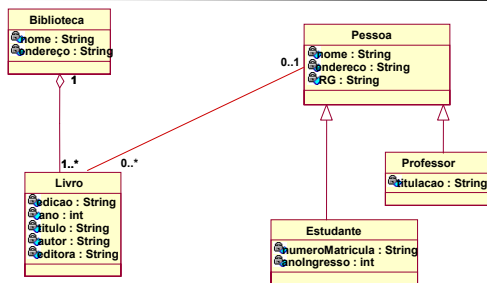 Biblioteca
nome : String
endereço : String
1
1..*
0..*
0..1
Livro
edicao : String
ano : int
titulo : String
autor : String
editora : String
Pessoa
nome : String
endereco : String
RG : String
Professor
titulacao : String
Estudante
numeroMatricula : String
anoIngresso : int